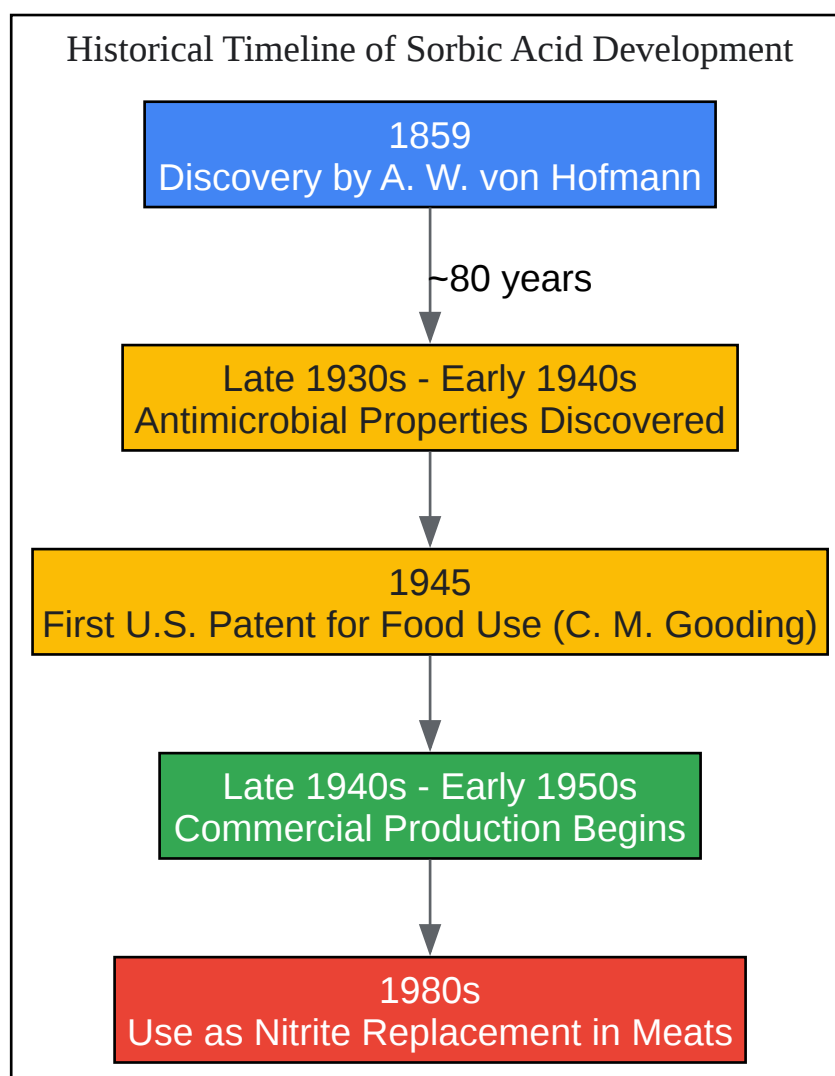 Historical Timeline of Sorbic Acid Development
1859
Discovery by A. W. von Hofmann
~80 years
Late 1930s - Early 1940s
Antimicrobial Properties Discovered
1945
First U.S. Patent for Food Use (C. M. Gooding)
Late 1940s - Early 1950s
Commercial Production Begins
1980s
Use as Nitrite Replacement in Meats